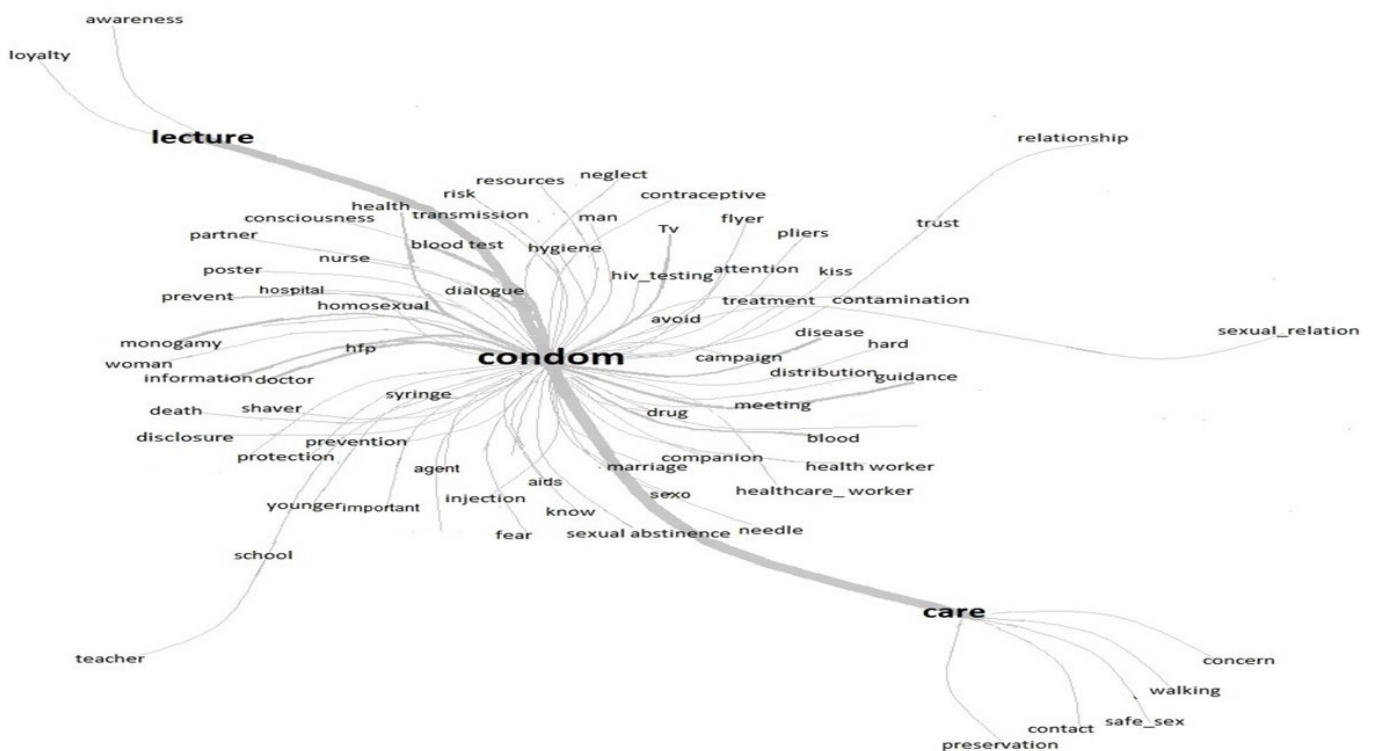 awareness
loyalty
lecture
relationship
neglect
resources
risk
contraceptive
health
transmission
man
flyer
consciousness
Tv
trust
partner
pliers
blood test
hygiene
nurse
poster
hiv_testing
attention
kiss
prevent
hospital
dialogue
treatment
contamination
homosexual
avoid
sexual_relation
disease
monogamy
hfp
condom
campaign
hard
woman
information
doctor
distribution
guidance
syringe
death
shaver
drug
meeting
disclosure
prevention
blood
protection
agent
marriage
companion
health worker
aids
injection
sexo
healthcare_ worker
younger
important
know
fear
sexual abstinence
needle
school
care
teacher
concern
walking
safe_sex
contact
preservation